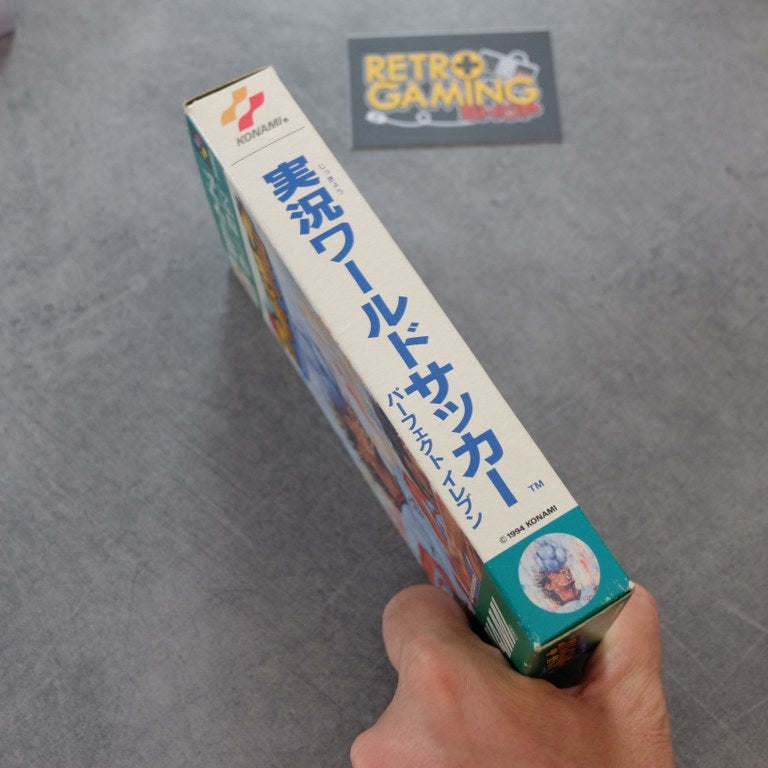 RETRO
GAMING
SHOP
KONAMI®
じっきょう
実況ワールドサッカー
パーフェクト イレブン
TM
© 1994 KONAMI